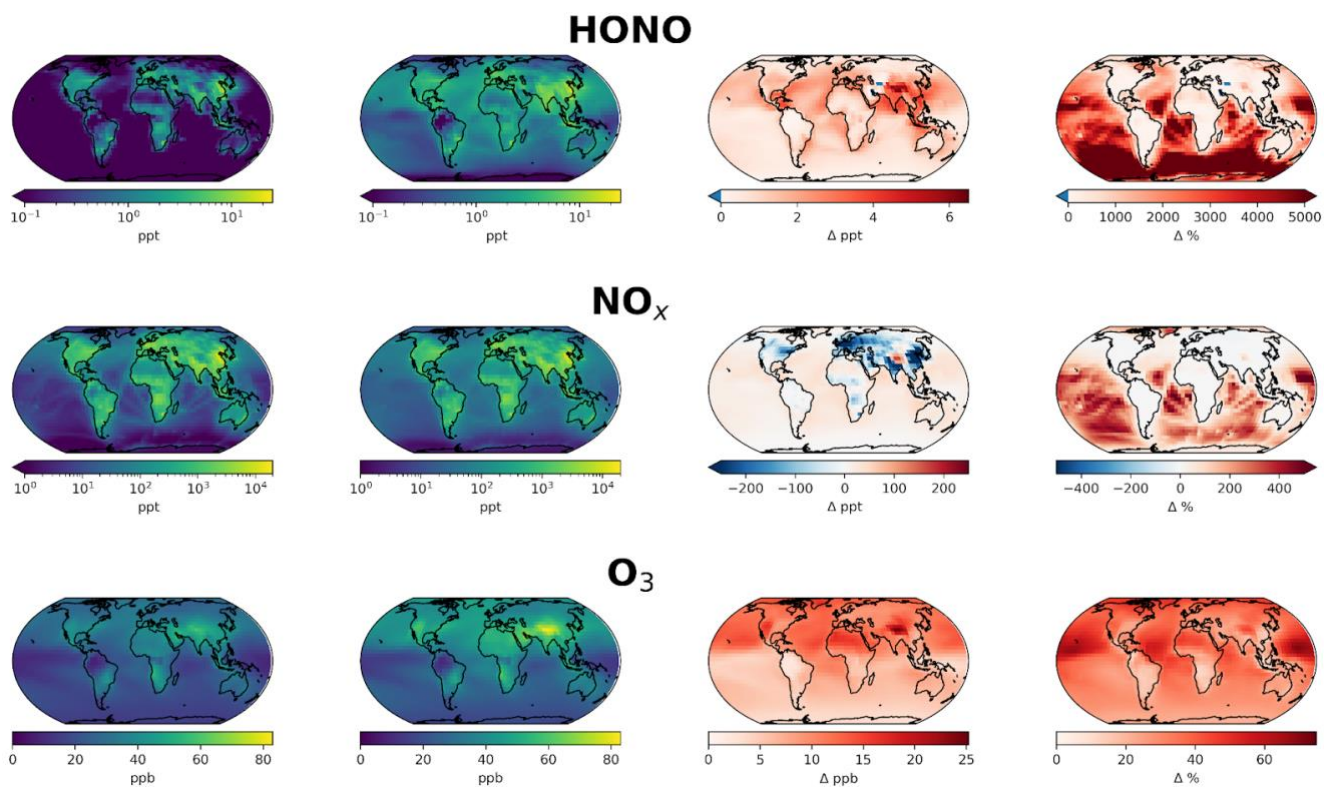 HONO
10⁻¹ 10⁰ 10¹
ppt
10⁻¹ 10⁰ 10¹
ppt
0 2 4 6
Δ ppt
0 1000 2000 3000 4000 5000
Δ %
NOₓ
10⁰ 10¹ 10² 10³ 10⁴
ppt
10⁰ 10¹ 10² 10³ 10⁴
ppt
−200 −100 0 100 200
Δ ppt
−400 −200 0 200 400
Δ %
O₃
0 20 40 60 80
ppb
0 20 40 60 80
ppb
0 5 10 15 20 25
Δ ppb
0 20 40 60
Δ %